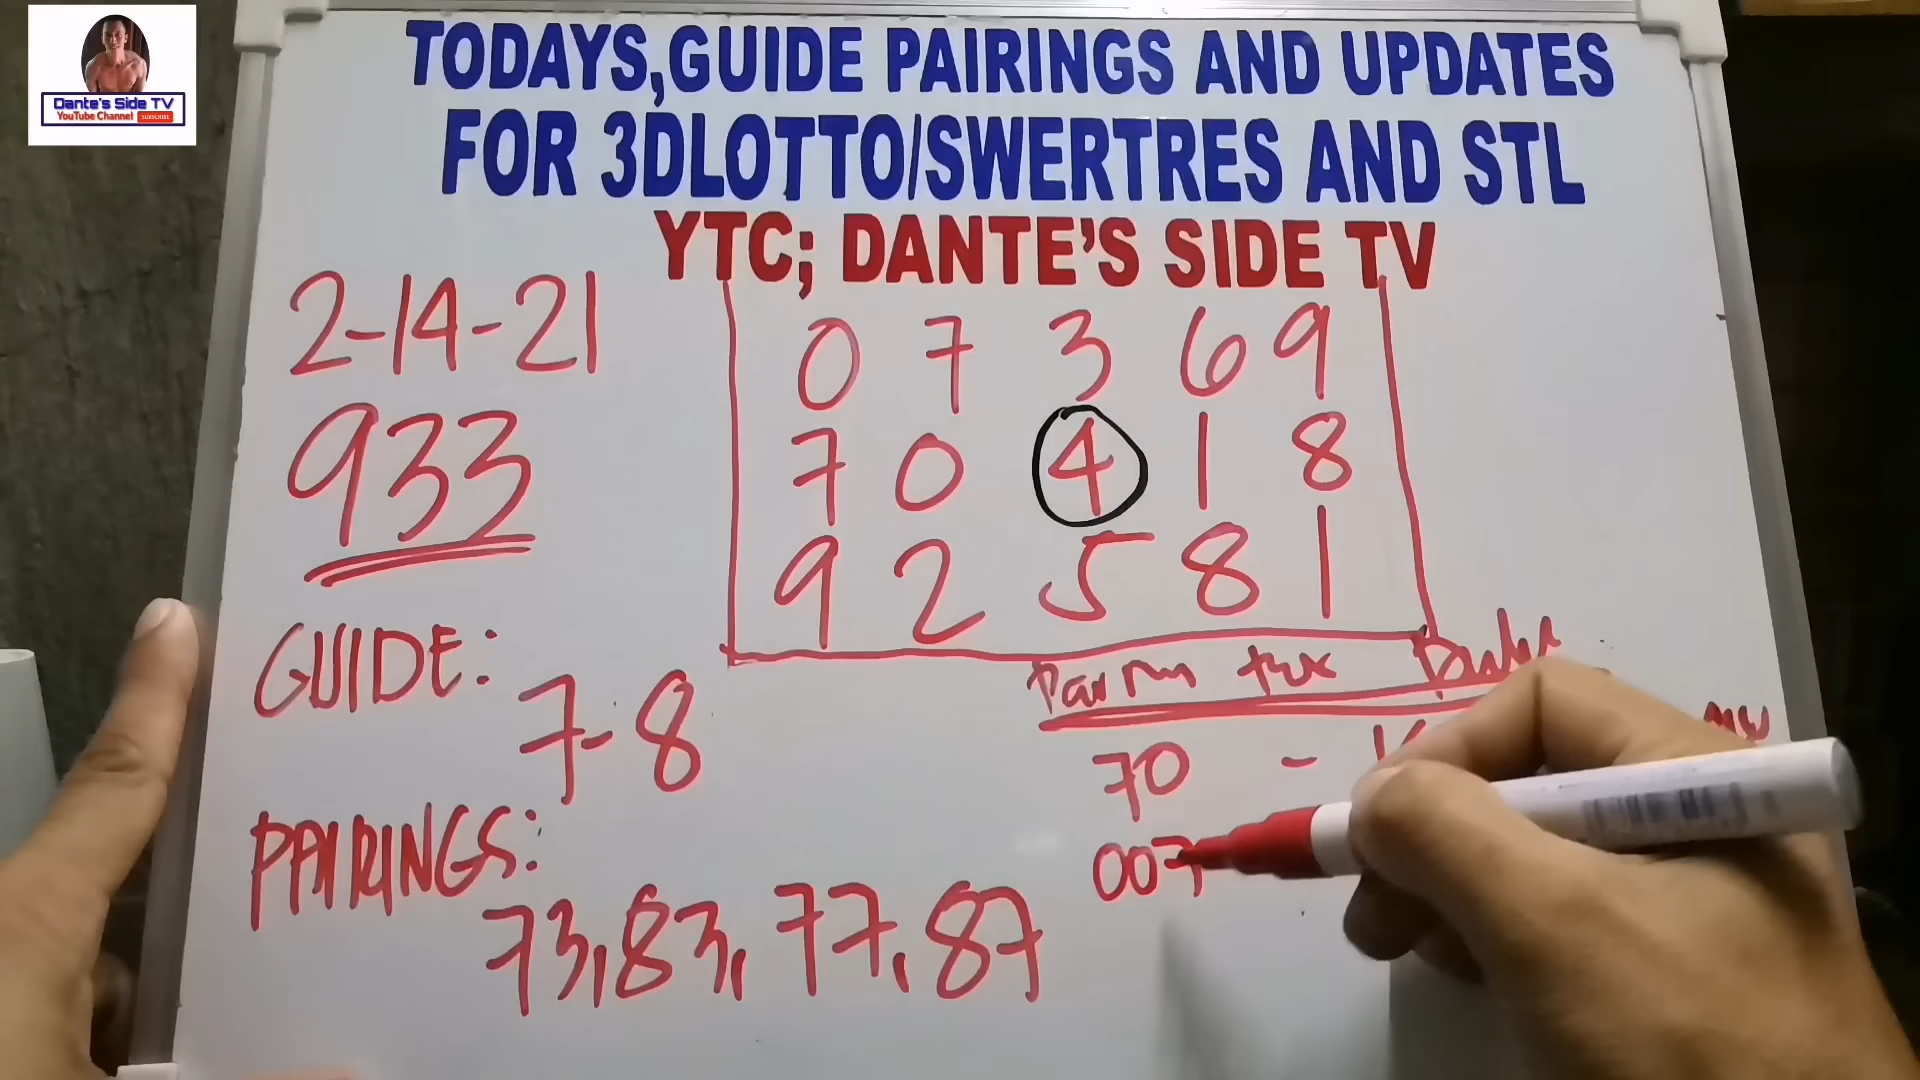 Dante's Side TV
YouTube Channel SUBSCRIBE
TODAYS,GUIDE PAIRINGS AND UPDATES
FOR 3DLOTTO/SWERTRES AND STL
YTC; DANTE'S SIDE TV
2-14-21
933
0 7 3 6 9
7 0 4 1 8
9 2 5 8 1
GUIDE:
7-8
PAIRINGS:
73,83,77,87
70 -
007